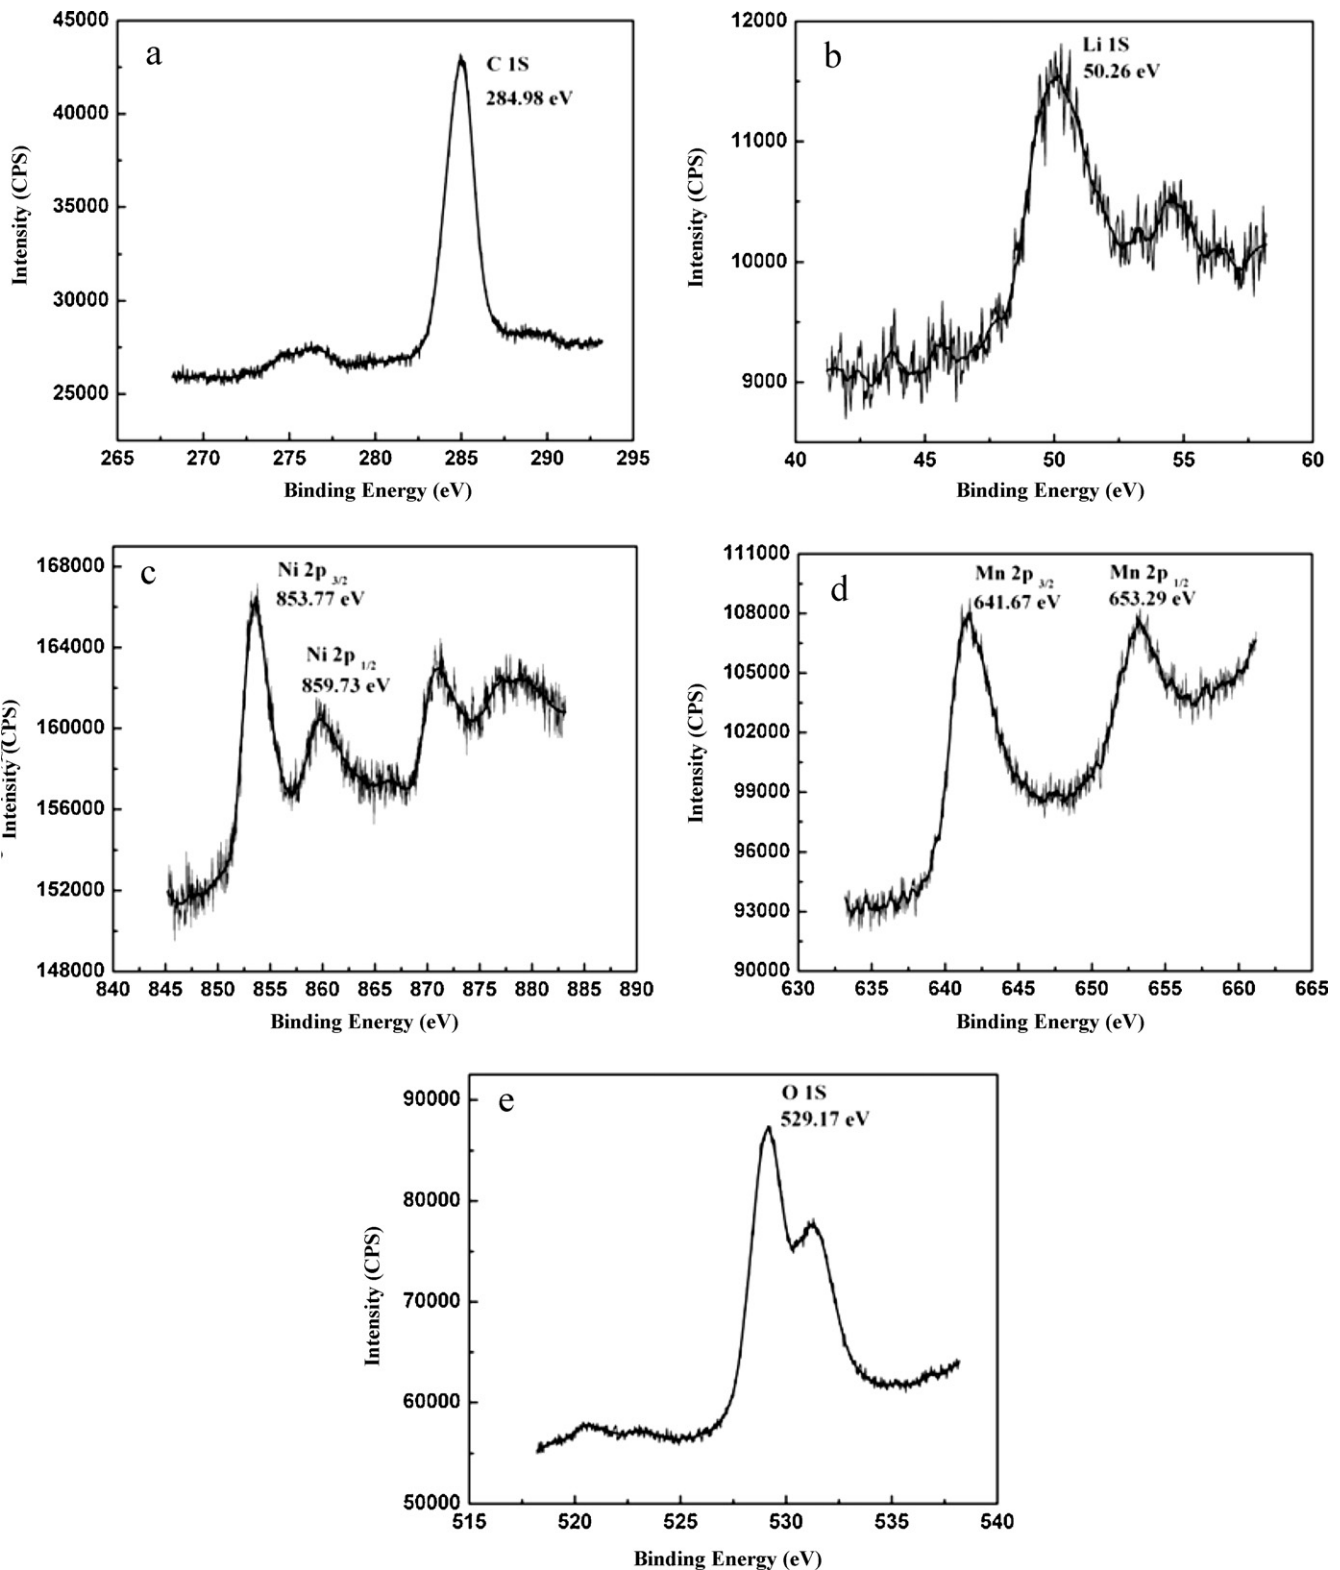 a
C 1S
284.98 eV
45000
40000
35000
30000
25000
265 270 275 280 285 290 295
Intensity (CPS)
Binding Energy (eV)
b
Li 1S
50.26 eV
12000
11000
10000
9000
40 45 50 55 60
Intensity (CPS)
Binding Energy (eV)
c
Ni 2p 3/2
853.77 eV
Ni 2p 1/2
859.73 eV
168000
164000
160000
156000
152000
148000
840 845 850 855 860 865 870 875 880 885 890
Intensity (CPS)
Binding Energy (eV)
d
Mn 2p 3/2
641.67 eV
Mn 2p 1/2
653.29 eV
111000
108000
105000
102000
99000
96000
93000
90000
630 635 640 645 650 655 660 665
Intensity (CPS)
Binding Energy (eV)
e
O 1S
529.17 eV
90000
80000
70000
60000
50000
515 520 525 530 535 540
Intensity (CPS)
Binding Energy (eV)